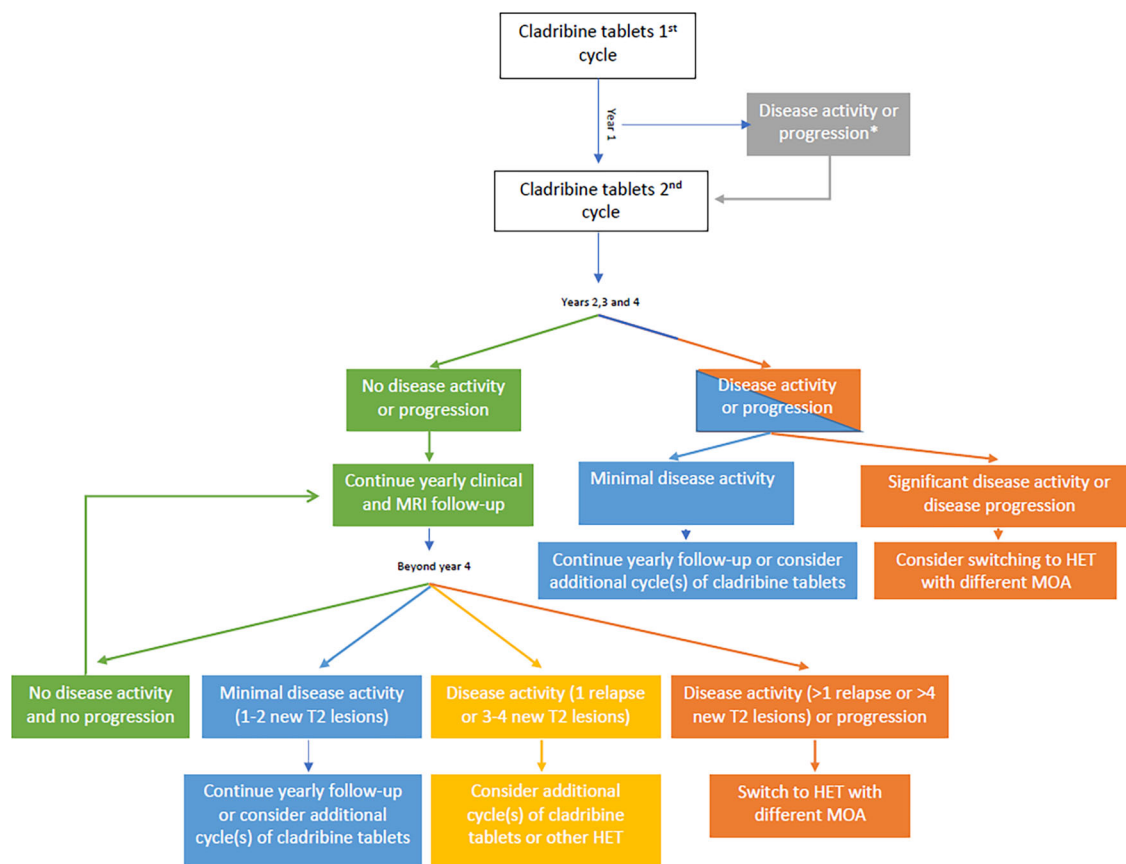 Cladribine tablets 1st
cycle
Year 1
Disease activity or
progression*
Cladribine tablets 2nd
cycle
Years 2,3 and 4
No disease activity
or progression
Disease activity
or progression
Continue yearly clinical
and MRI follow-up
Minimal disease activity
Significant disease activity or
disease progression
Continue yearly follow-up or consider
additional cycle(s) of cladribine tablets
Consider switching to HET
with different MOA
Beyond year 4
No disease activity
and no progression
Minimal disease activity
(1-2 new T2 lesions)
Disease activity (1 relapse
or 3-4 new T2 lesions)
Disease activity (>1 relapse or >4
new T2 lesions) or progression
Continue yearly follow-up
or consider additional
cycle(s) of cladribine tablets
Consider additional
cycle(s) of cladribine
tablets or other HET
Switch to HET with
different MOA